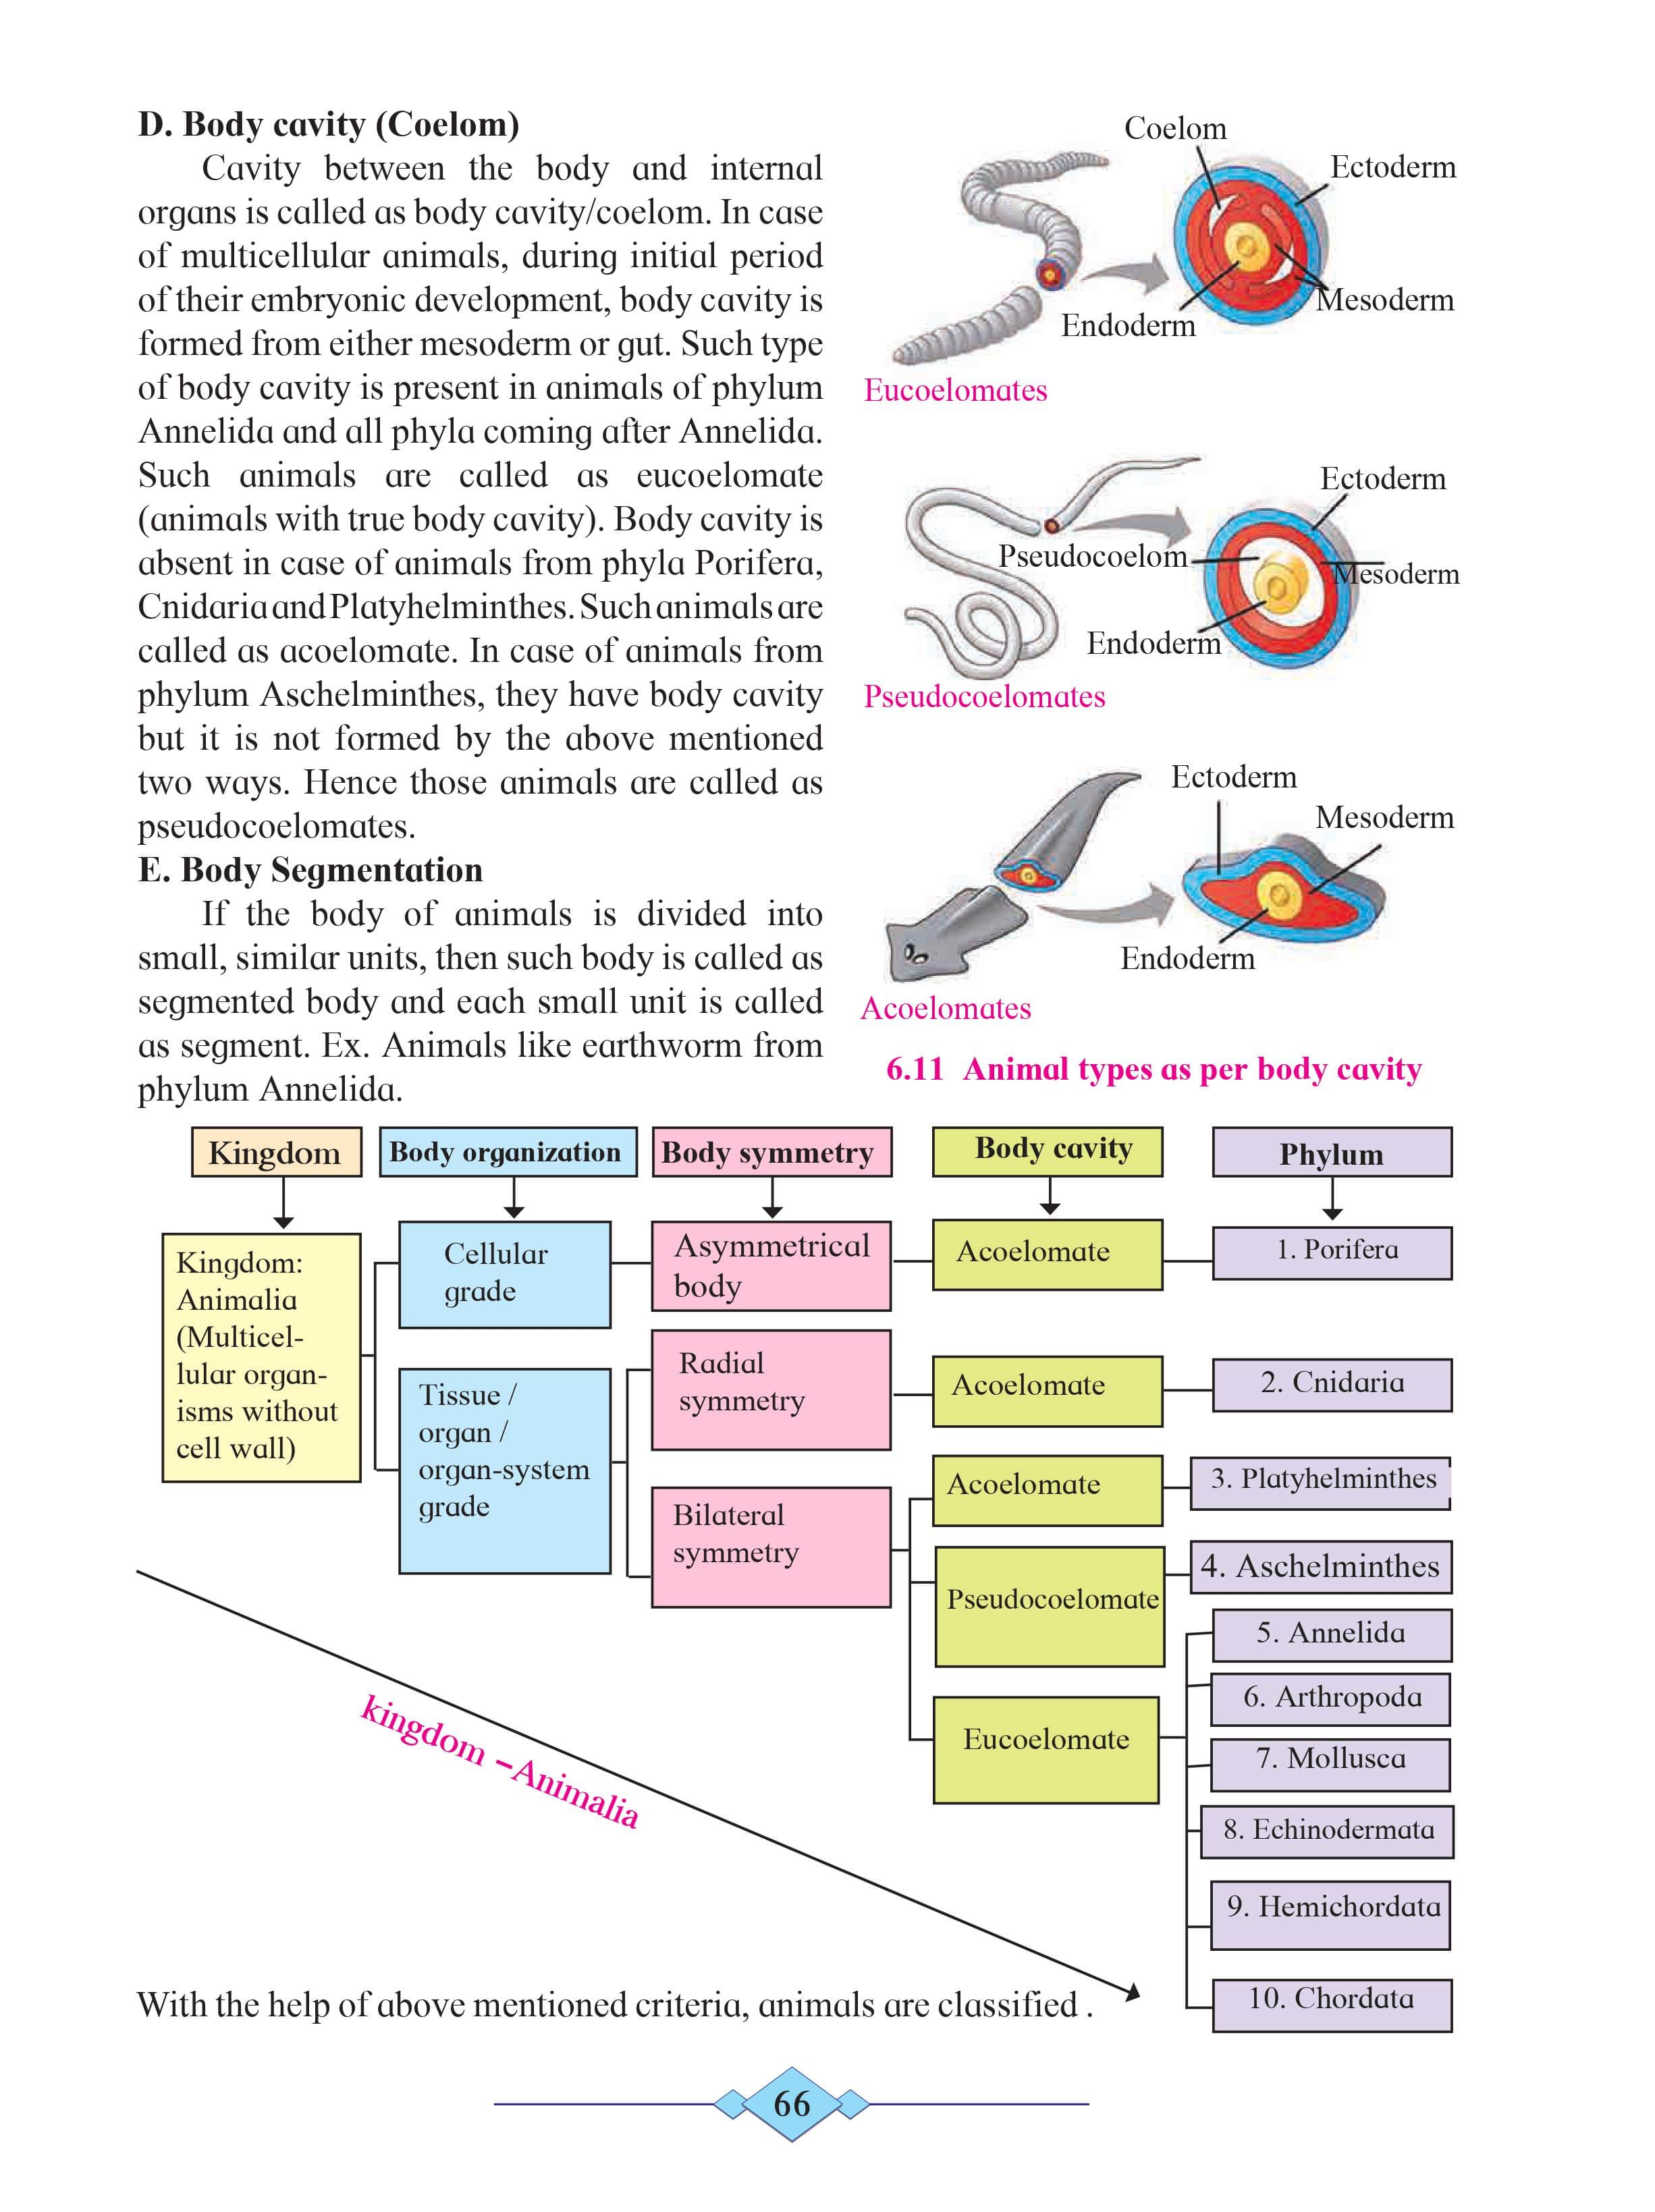 D. Body cavity (Coelom)
Cavity between the body and internal
organs is called as body cavity/coelom. In case
of multicellular animals, during initial period
of their embryonic development, body cavity is
formed from either mesoderm or gut. Such type
of body cavity is present in animals of phylum
Annelida and all phyla coming after Annelida.
Such animals are called as eucoelomate
(animals with true body cavity). Body cavity is
absent in case of animals from phyla Porifera,
Cnidaria and Platyhelminthes. Such animals are
called as acoelomate. In case of animals from
phylum Aschelminthes, they have body cavity
but it is not formed by the above mentioned
two ways. Hence those animals are called as
pseudocoelomates.
E. Body Segmentation
If the body of animals is divided into
small, similar units, then such body is called as
segmented body and each small unit is called
as segment. Ex. Animals like earthworm from
phylum Annelida.
Coelom
Ectoderm
Mesoderm
Endoderm
Eucoelomates
Ectoderm
Pseudocoelom
Mesoderm
Endoderm
Pseudocoelomates
Ectoderm
Mesoderm
Endoderm
Acoelomates
6.11 Animal types as per body cavity
Kingdom
Body organization
Body symmetry
Body cavity
Phylum
Kingdom:
Animalia
(Multicel-
lular organ-
isms without
cell wall)
Cellular
grade
Tissue /
organ /
organ-system
grade
Asymmetrical
body
Radial
symmetry
Bilateral
symmetry
Acoelomate
Acoelomate
Acoelomate
Pseudocoelomate
Eucoelomate
1. Porifera
2. Cnidaria
3. Platyhelminthes
4. Aschelminthes
5. Annelida
6. Arthropoda
7. Mollusca
8. Echinodermata
9. Hemichordata
10. Chordata
kingdom –Animalia
With the help of above mentioned criteria, animals are classified .
66